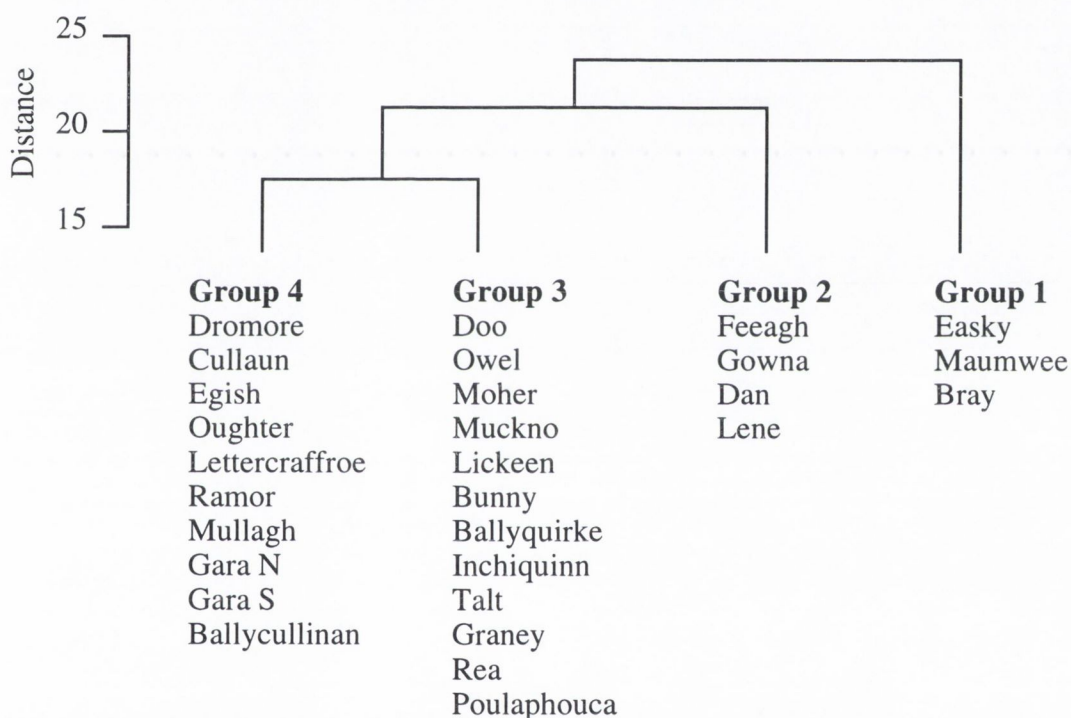 25
20
15
Distance
Group 4
Dromore
Cullaun
Egish
Oughter
Lettercraffroe
Ramor
Mullagh
Gara N
Gara S
Ballycullinan
Group 3
Doo
Owel
Moher
Muckno
Lickeen
Bunny
Ballyquirke
Inchiquinn
Talt
Graney
Rea
Poulaphouca
Group 2
Feeagh
Gowna
Dan
Lene
Group 1
Easky
Maumwee
Bray